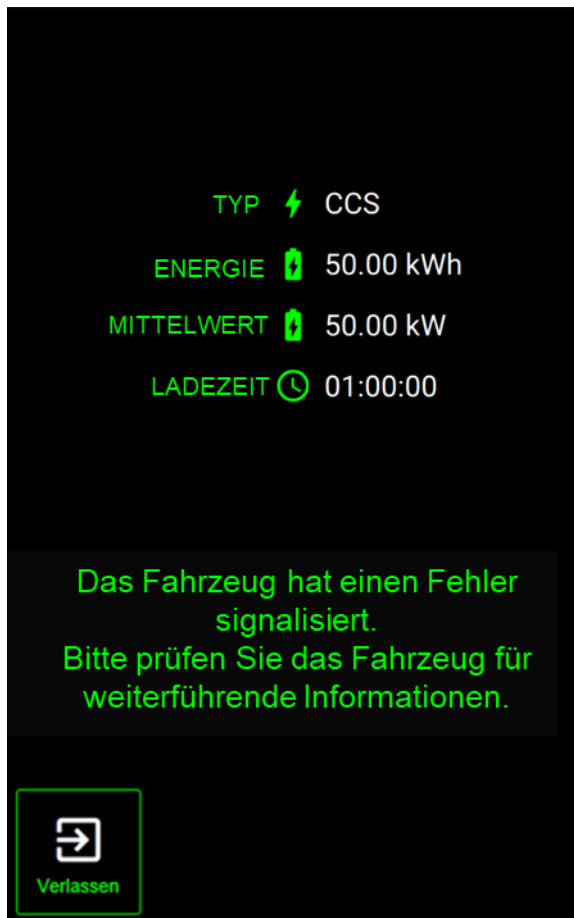 TYP CCS
ENERGIE 50.00 kWh
MITTELWERT 50.00 kW
LADEZEIT 01:00:00
Das Fahrzeug hat einen Fehler
signalisiert.
Bitte prüfen Sie das Fahrzeug für
weiterführende Informationen.
Verlassen